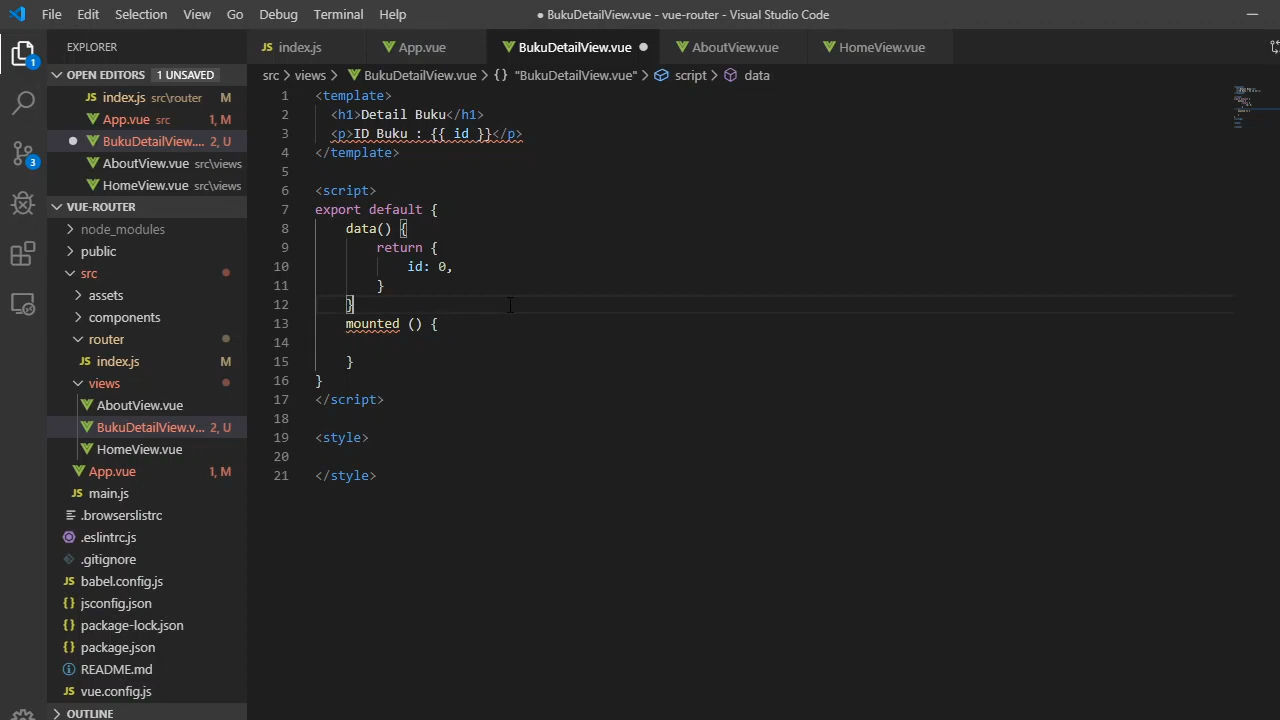 File Edit Selection View Go Debug Terminal Help
● BukuDetailView.vue - vue-router - Visual Studio Code
EXPLORER
index.js
App.vue
BukuDetailView.vue
AboutView.vue
HomeView.vue
OPEN EDITORS 1 UNSAVED
src > views > BukuDetailView.vue > {} "BukuDetailView.vue" > script > data
index.js src\router M
App.vue src 1, M
BukuDetailView.... 2, U
AboutView.vue src\views
HomeView.vue src\views
VUE-ROUTER
node_modules
public
src
assets
components
router
index.js M
views
AboutView.vue
BukuDetailView.v... 2, U
HomeView.vue
App.vue 1, M
main.js
.browserslistrc
.eslintrc.js
.gitignore
babel.config.js
jsconfig.json
package-lock.json
package.json
README.md
vue.config.js
OUTLINE
1
3
1 <template>
2 <h1>Detail Buku</h1>
3 <p>ID Buku : {{ id }}</p>
4 </template>
5
6 <script>
7 export default {
8 data() {
9 return {
10 id: 0,
11 }
12 }
13 mounted () {
14
15 }
16 }
17 </script>
18
19 <style>
20
21 </style>